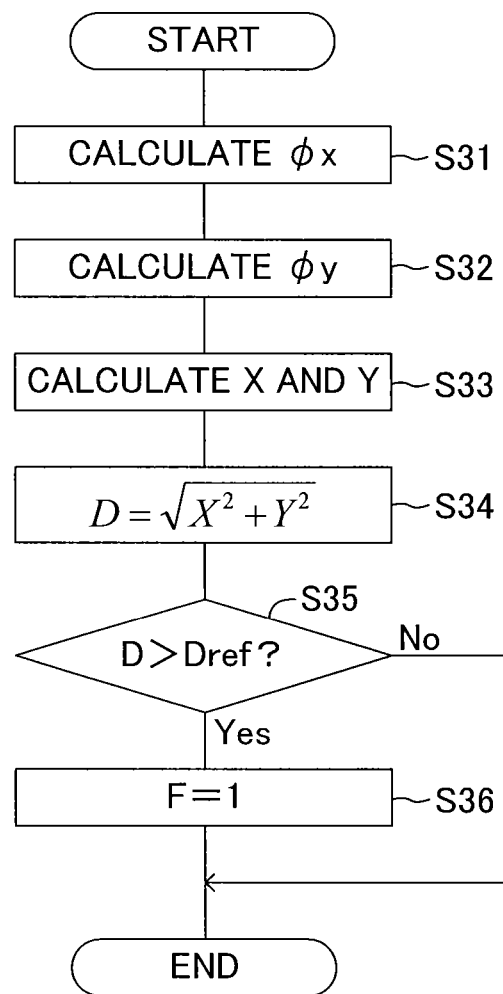 START
CALCULATE ϕx
S31
CALCULATE ϕy
S32
CALCULATE X AND Y
S33
D = √X² + Y²
S34
S35
D＞Dref?
No
Yes
F＝1
S36
END